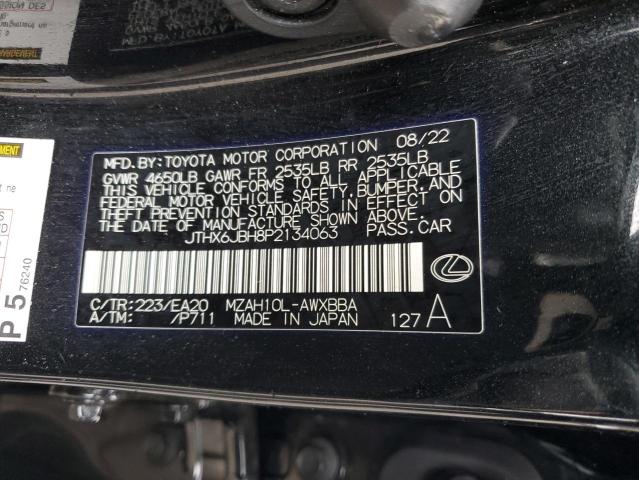 MFD. BY: TOYOTA MOTOR CORPORATION 08/22
GVWR 4650LB GAWR FR 2535LB RR 2535LB
THIS VEHICLE CONFORMS TO ALL APPLICABLE
FEDERAL MOTOR VEHICLE SAFETY, BUMPER, AND
THEFT PREVENTION STANDARDS IN EFFECT ON
THE DATE OF MANUFACTURE SHOWN ABOVE.
JTHX6JBH8P2134063 PASS.CAR
C/TR: 223/EA20 MZAH10L-AWXBBA
A/TM: /P711 MADE IN JAPAN 127 A
P 5 76240